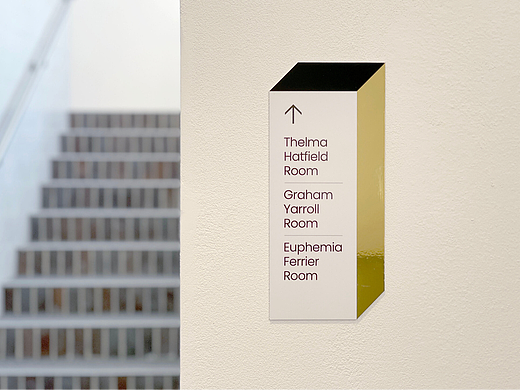 Thelma
Hatfield
Room
Graham
Yarroll
Room
Euphemia
Ferrier
Room